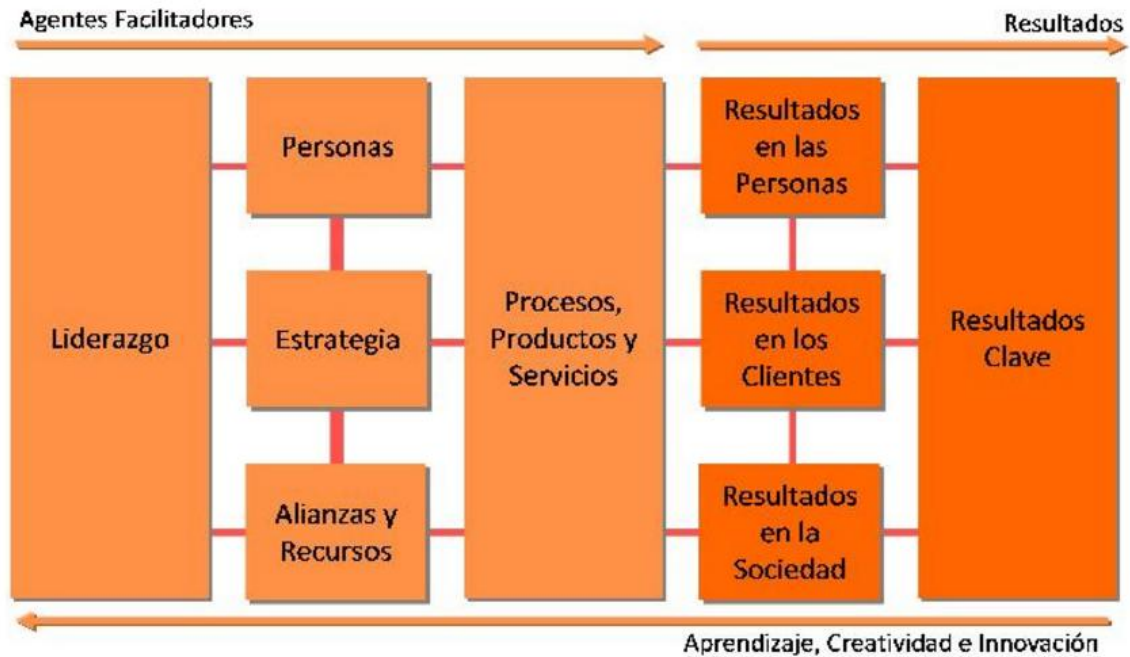 Agentes Facilitadores
Resultados
Liderazgo
Personas
Estrategia
Alianzas y
Recursos
Procesos,
Productos y
Servicios
Resultados
en las
Personas
Resultados
en los
Clientes
Resultados
en la
Sociedad
Resultados
Clave
Aprendizaje, Creatividad e Innovación